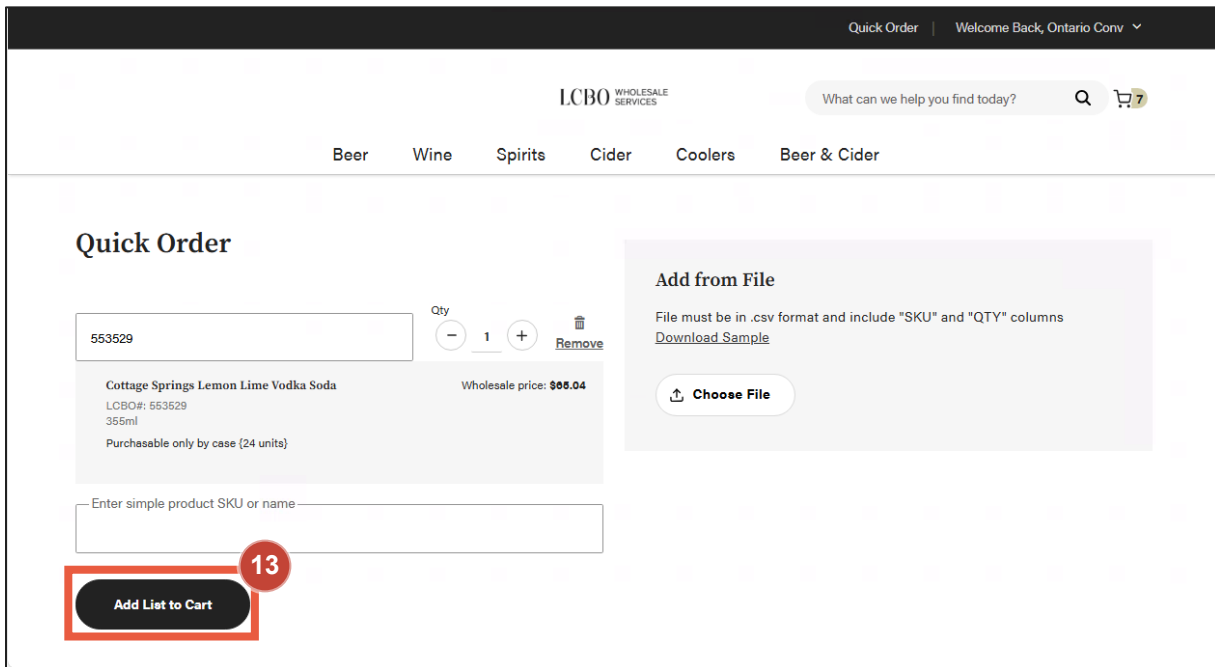 Quick Order | Welcome Back, Ontario Conv
LCBO WHOLESALE SERVICES
What can we help you find today?
7
Beer Wine Spirits Cider Coolers Beer & Cider
Quick Order
553529
Qty
- 1 +
Remove
Cottage Springs Lemon Lime Vodka Soda
Wholesale price: $65.04
LCBO#: 553529
355ml
Purchasable only by case {24 units}
Enter simple product SKU or name
13
Add List to Cart
Add from File
File must be in .csv format and include "SKU" and "QTY" columns
Download Sample
Choose File